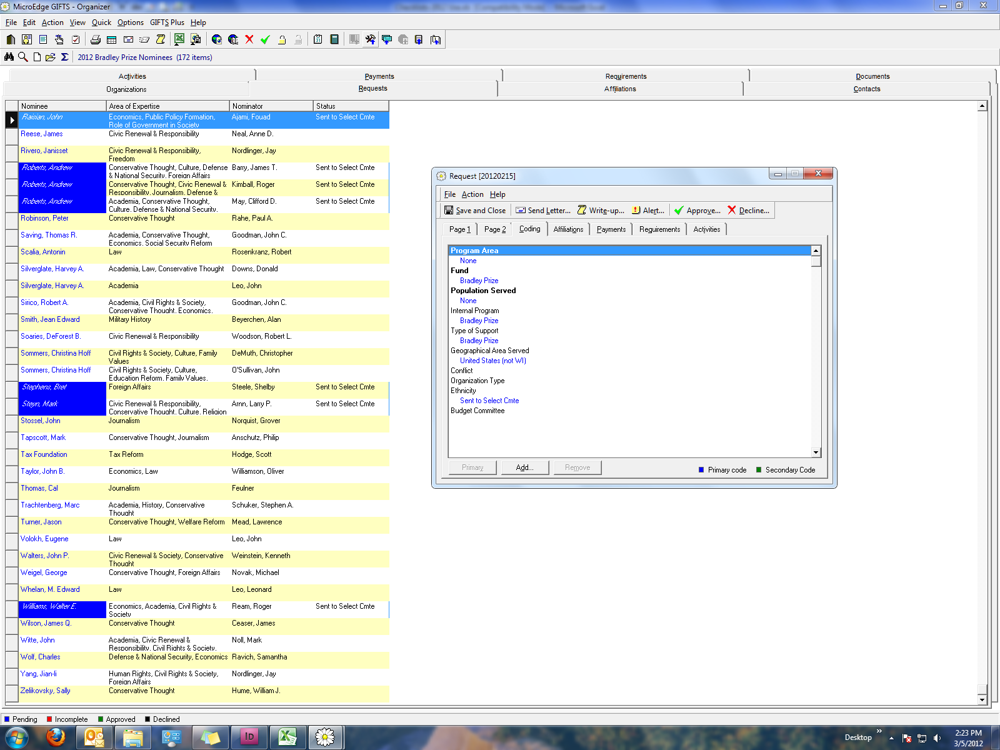 MicroEdge GIFTS - Organizer
File Edit Action View Quick Options GIFTS Plus Help
2012 Bradley Prize Nominees (172 items)
Activities Payments Requirements Documents
Organizations Requests Affiliations Contacts
Nominee Area of Expertise Nominator Status
Raisian, John Economics, Public Policy Formation, Ajami, Fouad Sent to Select Cmte
Role of Government in Society
Reese, James Civic Renewal & Responsibility Neal, Anne D.
Rivero, Janisset Civic Renewal & Responsibility, Nordlinger, Jay
Freedom
Roberts, Andrew Conservative Thought, Culture, Defense Barry, James T. Sent to Select Cmte
& National Security, Foreign Affairs
Roberts, Andrew Conservative Thought, Civic Renewal & Kimball, Roger Sent to Select Cmte
Responsibility, Journalism, Defense &
Roberts, Andrew Academia, Conservative Thought, May, Clifford D. Sent to Select Cmte
Culture, Defense & National Security,
Robinson, Peter Conservative Thought Rahe, Paul A.
Saving, Thomas R. Academia, Conservative Thought, Goodman, John C.
Economics, Social Security Reform
Scalia, Antonin Law Rosenkranz, Robert
Silverglate, Harvey A. Academia, Law, Conservative Thought Downs, Donald
Silverglate, Harvey A. Academia Leo, John
Sirico, Robert A. Academia, Civil Rights & Society, Goodman, John C.
Conservative Thought, Economics,
Smith, Jean Edward Military History Beyerchen, Alan
Soaries, DeForest B. Civic Renewal & Responsibility Woodson, Robert L.
Sommers, Christina Hoff Civil Rights & Society, Culture, Family DeMuth, Christopher
Values
Sommers, Christina Hoff Civil Rights & Society, Culture, O'Sullivan, John
Education Reform, Family Values,
Stephens, Bret Foreign Affairs Steele, Shelby Sent to Select Cmte
Steyn, Mark Civic Renewal & Responsibility, Arnn, Larry P. Sent to Select Cmte
Conservative Thought, Culture, Religion
Stossel, John Journalism Norquist, Grover
Tapscott, Mark Conservative Thought, Journalism Anschutz, Philip
Tax Foundation Tax Reform Hodge, Scott
Taylor, John B. Economics, Law Williamson, Oliver
Thomas, Cal Journalism Feulner
Trachtenberg, Marc Academia, History, Conservative Schuker, Stephen A.
Thought
Turner, Jason Conservative Thought, Welfare Reform Mead, Lawrence
Volokh, Eugene Law Leo, John
Walters, John P. Civic Renewal & Society, Conservative Weinstein, Kenneth
Thought
Weigel, George Conservative Thought, Foreign Affairs Novak, Michael
Whelan, M. Edward Law Leo, Leonard
Williams, Walter E. Economics, Academia, Civil Rights & Ream, Roger Sent to Select Cmte
Society
Wilson, James Q. Conservative Thought Ceaser, James
Witte, John Academia, Civic Renewal & Noll, Mark
Responsibility, Civil Rights & Society,
Wolf, Charles Defense & National Security, Economics Ravich, Samantha
Yang, Jian-li Human Rights, Civil Rights & Society, Nordlinger, Jay
Foreign Affairs
Zelikovsky, Sally Conservative Thought Hume, William J.
Request [20120215]
File Action Help
Save and Close Send Letter... Write-up... Alert... Approve... Decline...
Page 1 Page 2 Coding Affiliations Payments Requirements Activities
Program Area
None
Fund
Bradley Prize
Population Served
None
Internal Program
Bradley Prize
Type of Support
Bradley Prize
Geographical Area Served
United States (not WI)
Conflict
Organization Type
Ethnicity
Sent to Select Cmte
Budget Committee
Primary Add... Remove Primary code Secondary Code
Pending Incomplete Approved Declined
Desktop
2:23 PM
3/5/2012